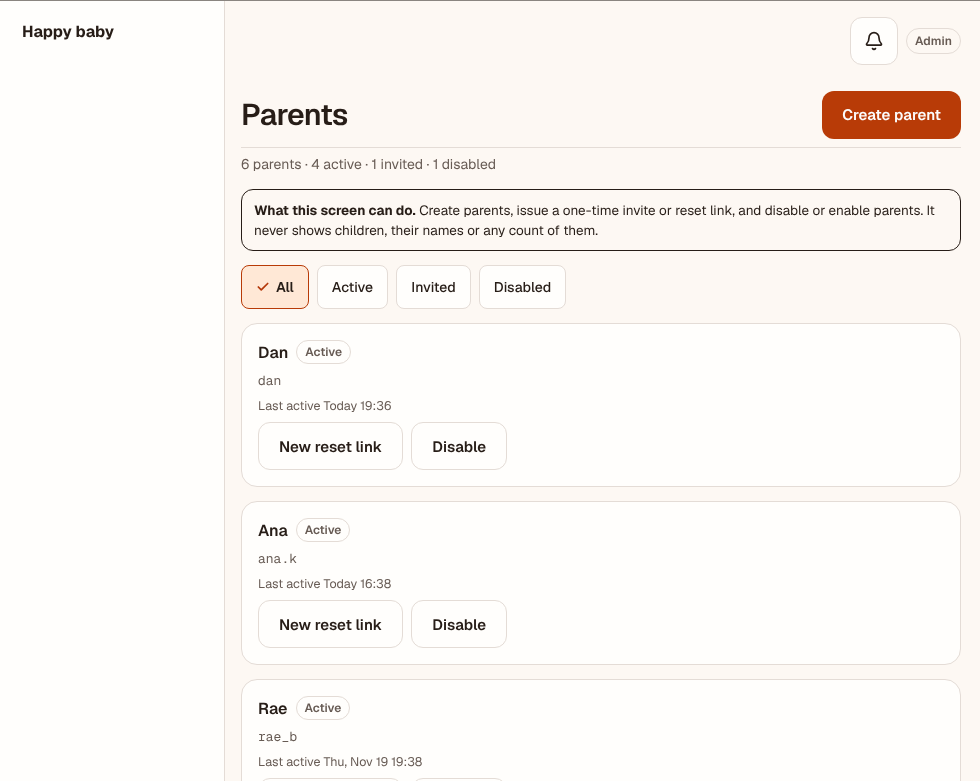 Happy baby
Admin
Parents
Create parent
6 parents · 4 active · 1 invited · 1 disabled
What this screen can do. Create parents, issue a one-time invite or reset link, and disable or enable parents. It
never shows children, their names or any count of them.
All
Active
Invited
Disabled
Dan
Active
dan
Last active Today 19:36
New reset link
Disable
Ana
Active
ana.k
Last active Today 16:38
New reset link
Disable
Rae
Active
rae_b
Last active Thu, Nov 19 19:38